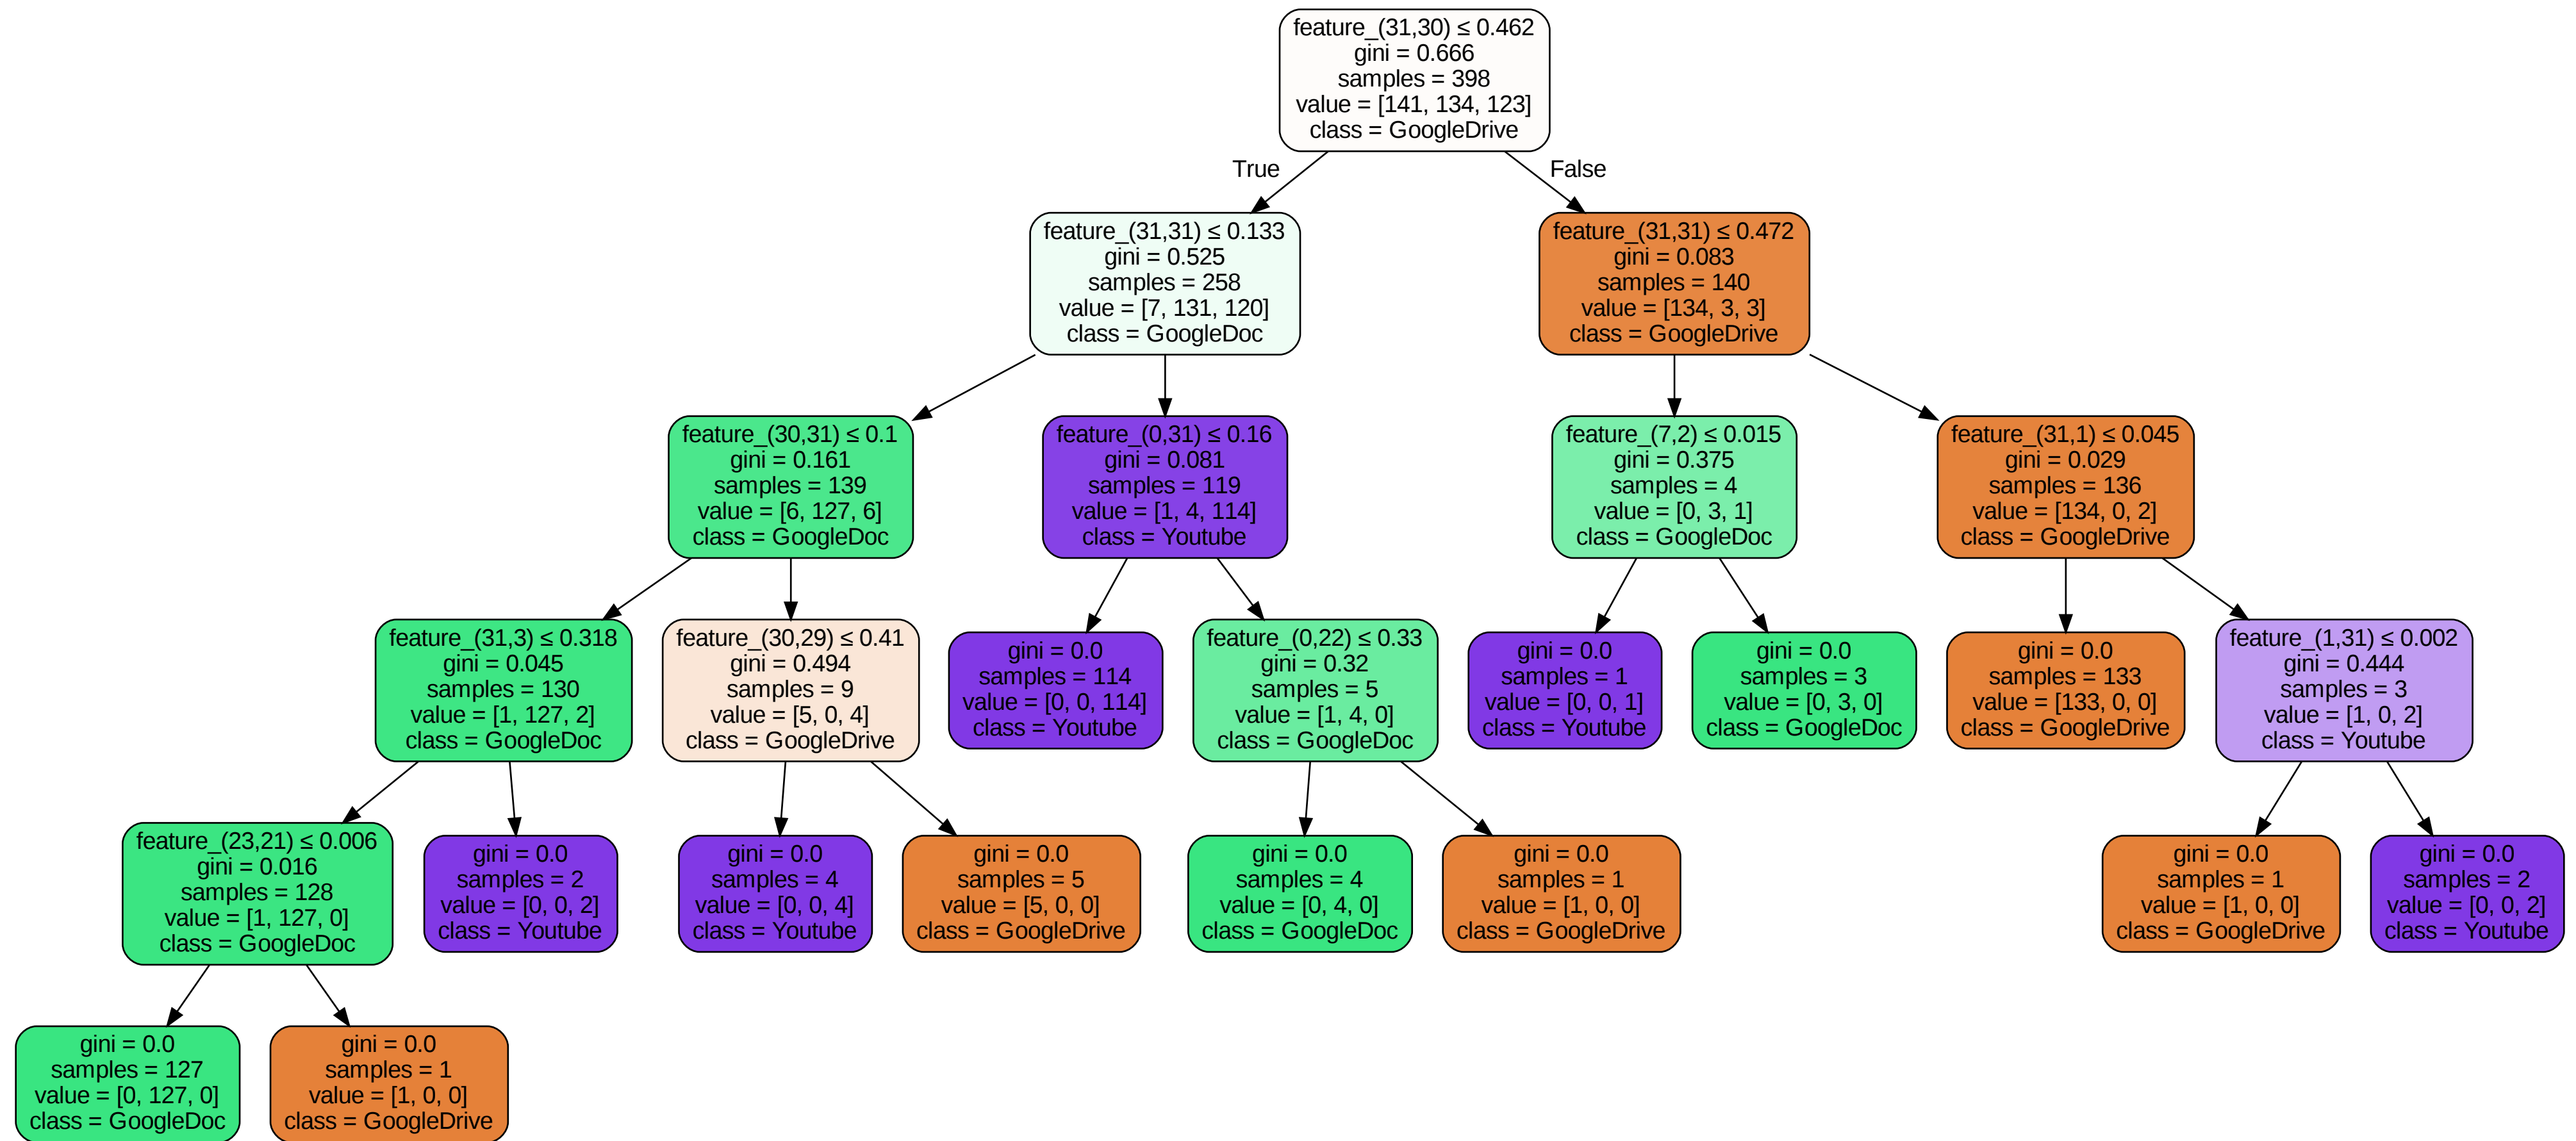 feature_(31,30) ≤ 0.462
gini = 0.666
samples = 398
value = [141, 134, 123]
class = GoogleDrive
True
False
feature_(31,31) ≤ 0.133
gini = 0.525
samples = 258
value = [7, 131, 120]
class = GoogleDoc
feature_(31,31) ≤ 0.472
gini = 0.083
samples = 140
value = [134, 3, 3]
class = GoogleDrive
feature_(30,31) ≤ 0.1
gini = 0.161
samples = 139
value = [6, 127, 6]
class = GoogleDoc
feature_(0,31) ≤ 0.16
gini = 0.081
samples = 119
value = [1, 4, 114]
class = Youtube
feature_(7,2) ≤ 0.015
gini = 0.375
samples = 4
value = [0, 3, 1]
class = GoogleDoc
feature_(31,1) ≤ 0.045
gini = 0.029
samples = 136
value = [134, 0, 2]
class = GoogleDrive
feature_(31,3) ≤ 0.318
gini = 0.045
samples = 130
value = [1, 127, 2]
class = GoogleDoc
feature_(30,29) ≤ 0.41
gini = 0.494
samples = 9
value = [5, 0, 4]
class = GoogleDrive
gini = 0.0
samples = 114
value = [0, 0, 114]
class = Youtube
feature_(0,22) ≤ 0.33
gini = 0.32
samples = 5
value = [1, 4, 0]
class = GoogleDoc
gini = 0.0
samples = 1
value = [0, 0, 1]
class = Youtube
gini = 0.0
samples = 3
value = [0, 3, 0]
class = GoogleDoc
gini = 0.0
samples = 133
value = [133, 0, 0]
class = GoogleDrive
feature_(1,31) ≤ 0.002
gini = 0.444
samples = 3
value = [1, 0, 2]
class = Youtube
feature_(23,21) ≤ 0.006
gini = 0.016
samples = 128
value = [1, 127, 0]
class = GoogleDoc
gini = 0.0
samples = 2
value = [0, 0, 2]
class = Youtube
gini = 0.0
samples = 4
value = [0, 0, 4]
class = Youtube
gini = 0.0
samples = 5
value = [5, 0, 0]
class = GoogleDrive
gini = 0.0
samples = 4
value = [0, 4, 0]
class = GoogleDoc
gini = 0.0
samples = 1
value = [1, 0, 0]
class = GoogleDrive
gini = 0.0
samples = 1
value = [1, 0, 0]
class = GoogleDrive
gini = 0.0
samples = 2
value = [0, 0, 2]
class = Youtube
gini = 0.0
samples = 127
value = [0, 127, 0]
class = GoogleDoc
gini = 0.0
samples = 1
value = [1, 0, 0]
class = GoogleDrive